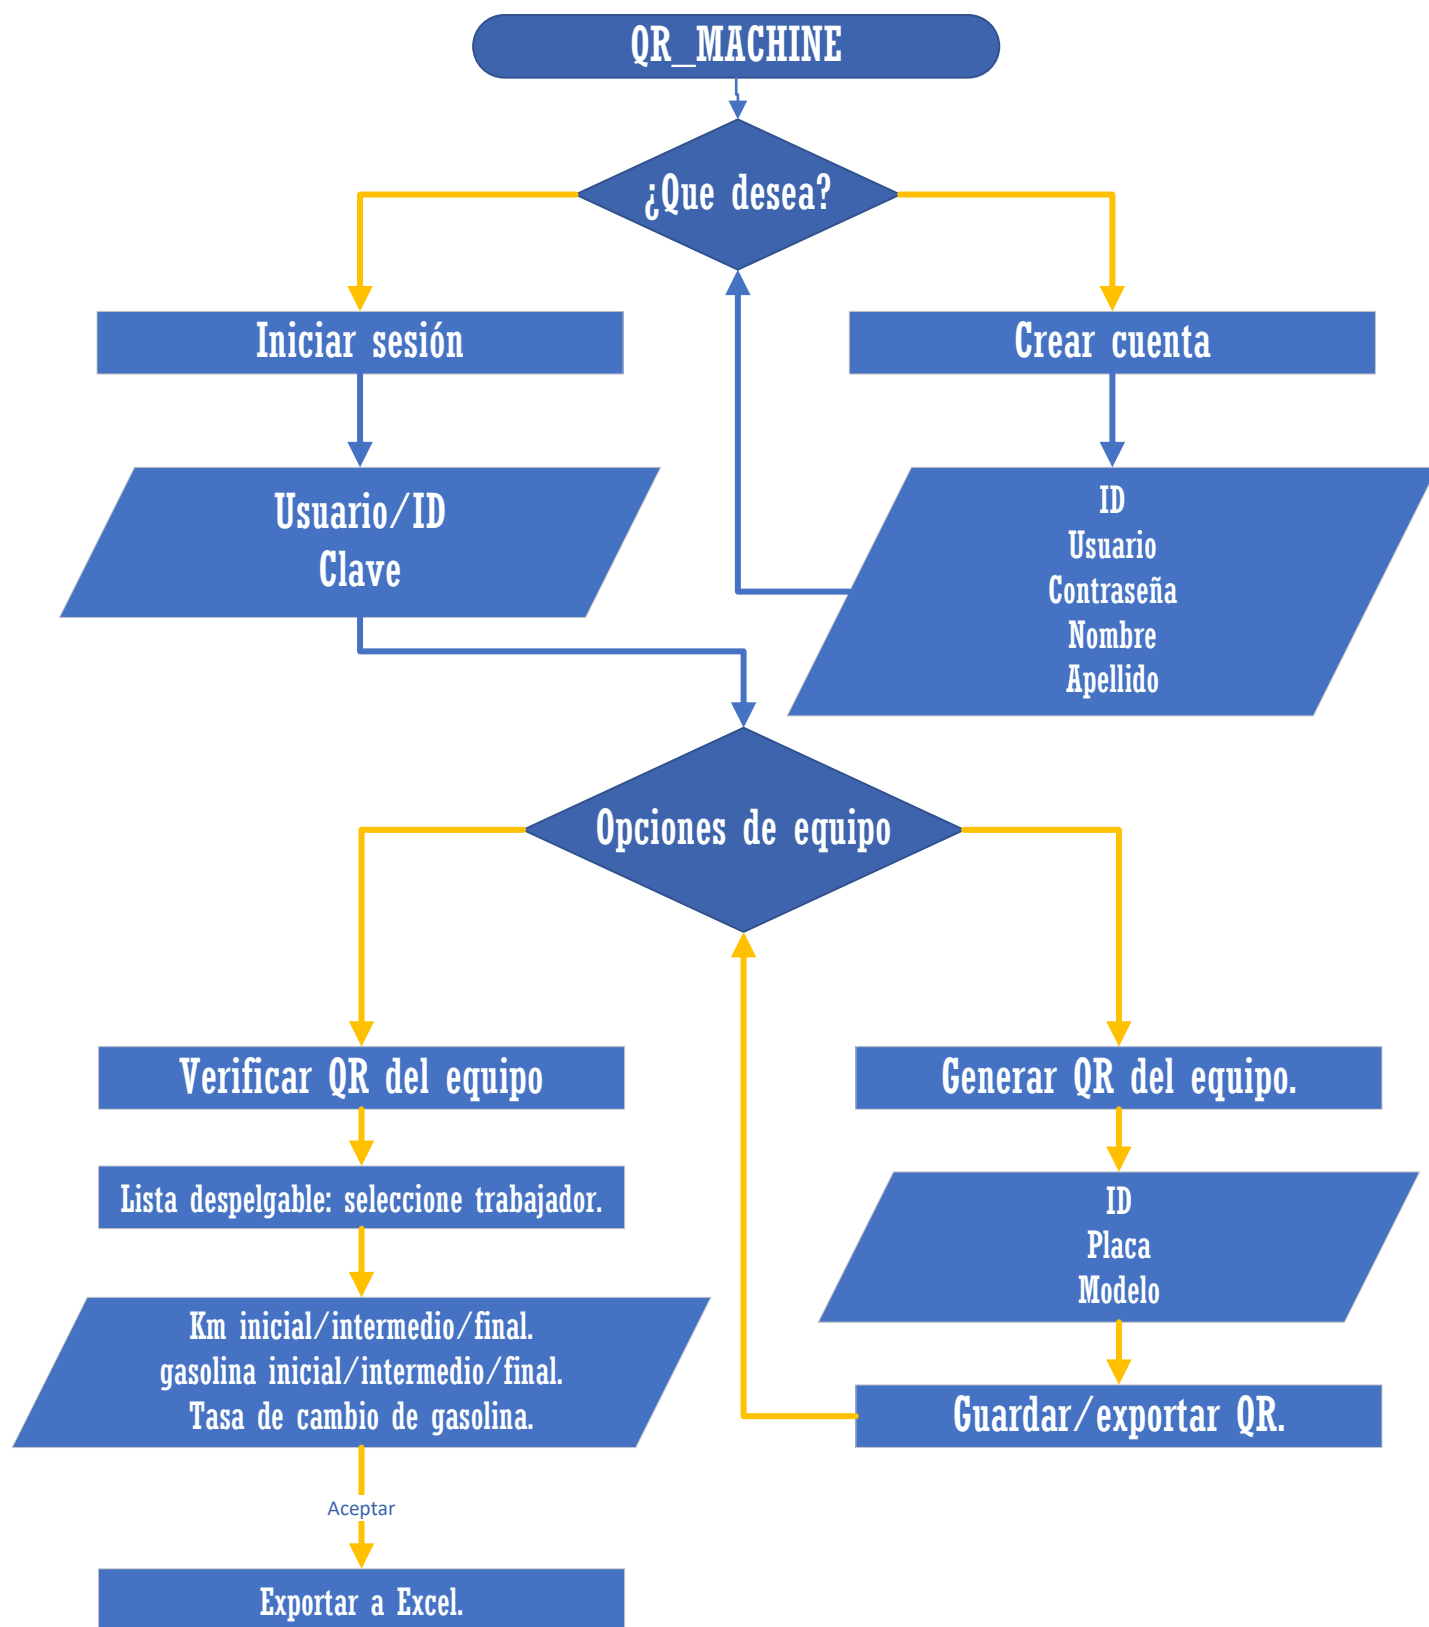 QR_MACHINE
¿Que desea?
Iniciar sesión
Crear cuenta
Usuario/ID
Clave
ID
Usuario
Contraseña
Nombre
Apellido
Opciones de equipo
Verificar QR del equipo
Generar QR del equipo.
Lista despelgable: seleccione trabajador.
ID
Placa
Modelo
Km inicial/intermedio/final.
gasolina inicial/intermedio/final.
Tasa de cambio de gasolina.
Guardar/exportar QR.
Aceptar
Exportar a Excel.